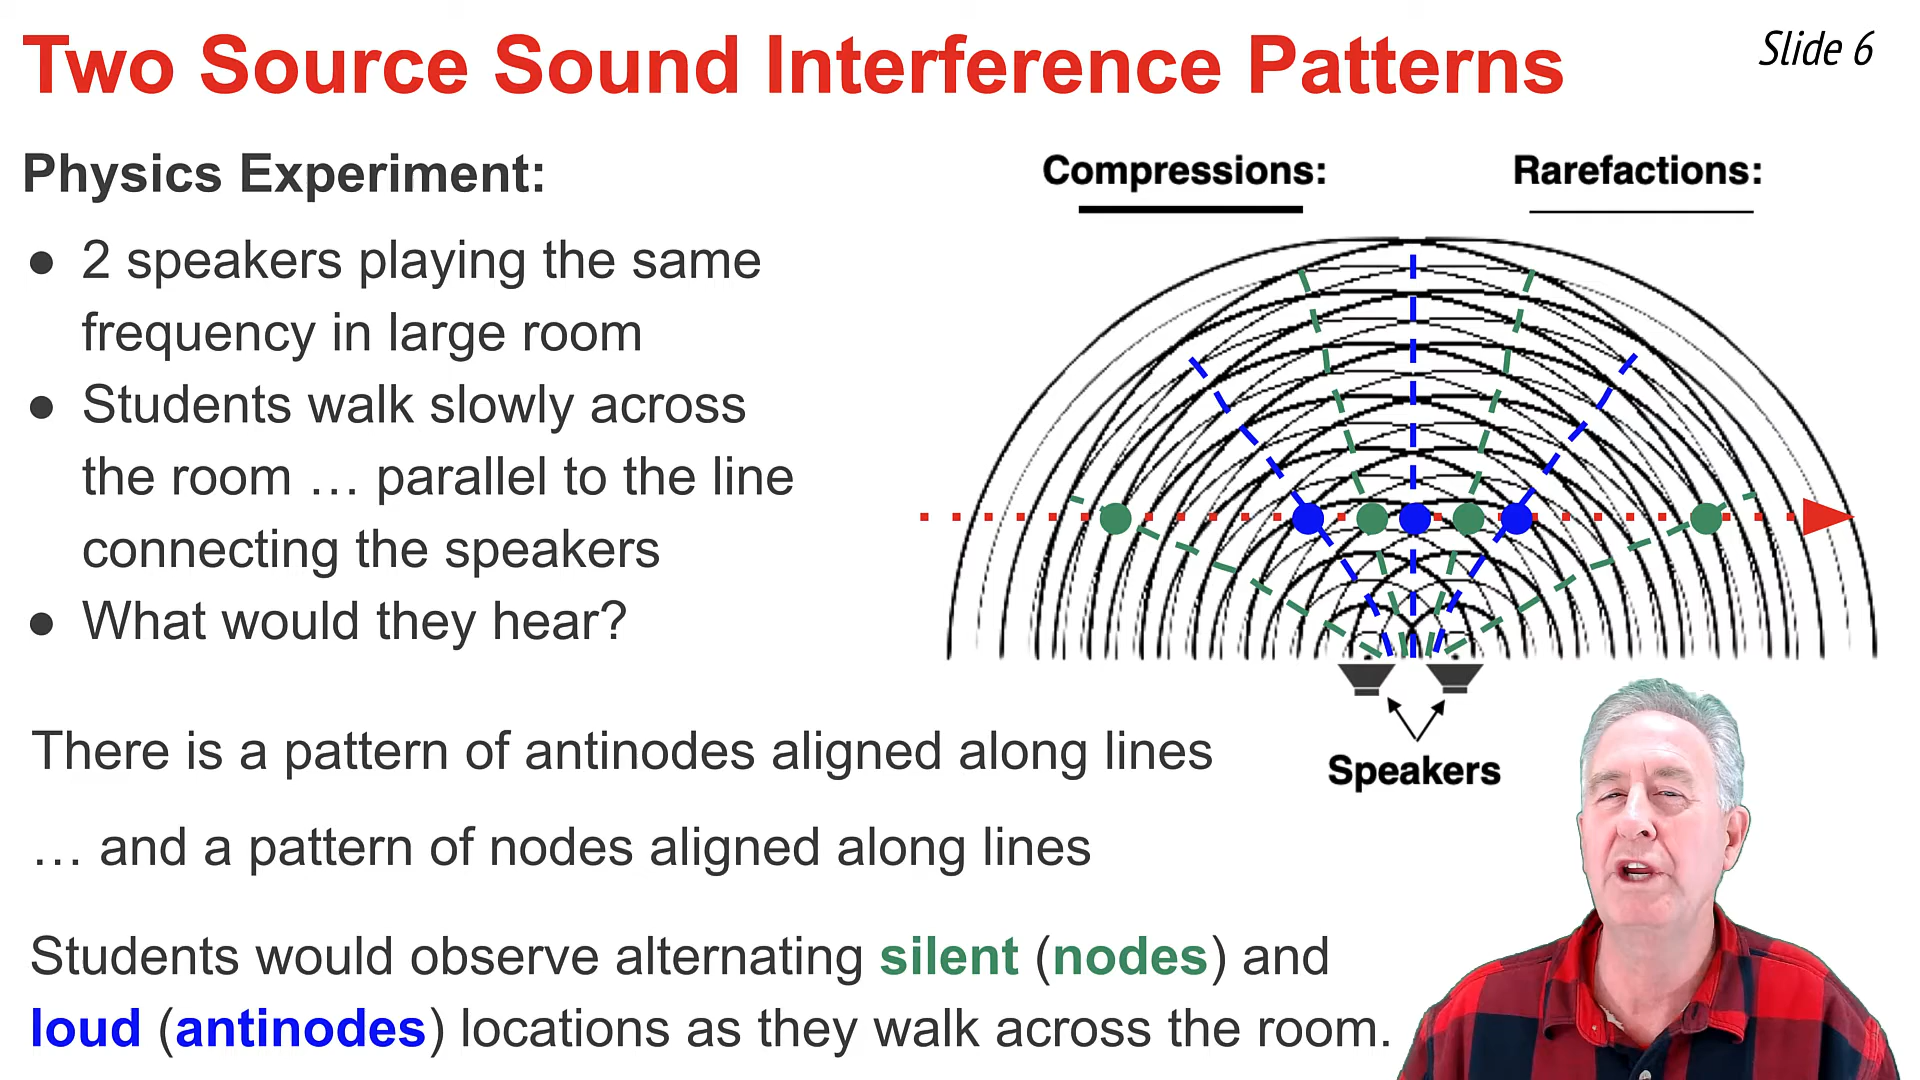 Two Source Sound Interference Patterns
Slide 6
Physics Experiment:
● 2 speakers playing the same
frequency in large room
● Students walk slowly across
the room … parallel to the line
connecting the speakers
● What would they hear?
Compressions:
Rarefactions:
Speakers
There is a pattern of antinodes aligned along lines
… and a pattern of nodes aligned along lines
Students would observe alternating silent (nodes) and
loud (antinodes) locations as they walk across the room.